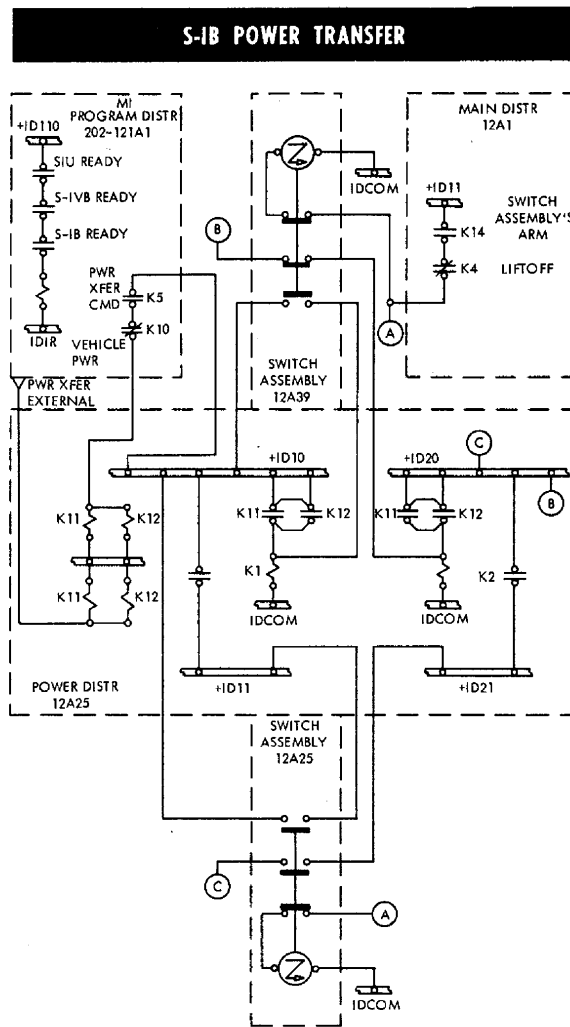 S-IB POWER TRANSFER
MI
PROGRAM DISTR
202-121A1
+ID110
SIU READY
S-IVB READY
S-IB READY
IDIR
PWR
XFER
CMD
K5
K10
VEHICLE
PWR
IDCOM
B
SWITCH
ASSEMBLY
12A39
MAIN DISTR
12A1
+ID11
SWITCH
ASSEMBLY'S
ARM
K14
K4
LIFTOFF
A
PWR XFER
EXTERNAL
+ID10
+ID20
C
B
K11
K12
K11
K12
K11
K12
K11
K12
K1
K2
IDCOM
IDCOM
+ID11
+ID21
POWER DISTR
12A25
SWITCH
ASSEMBLY
12A25
C
A
IDCOM